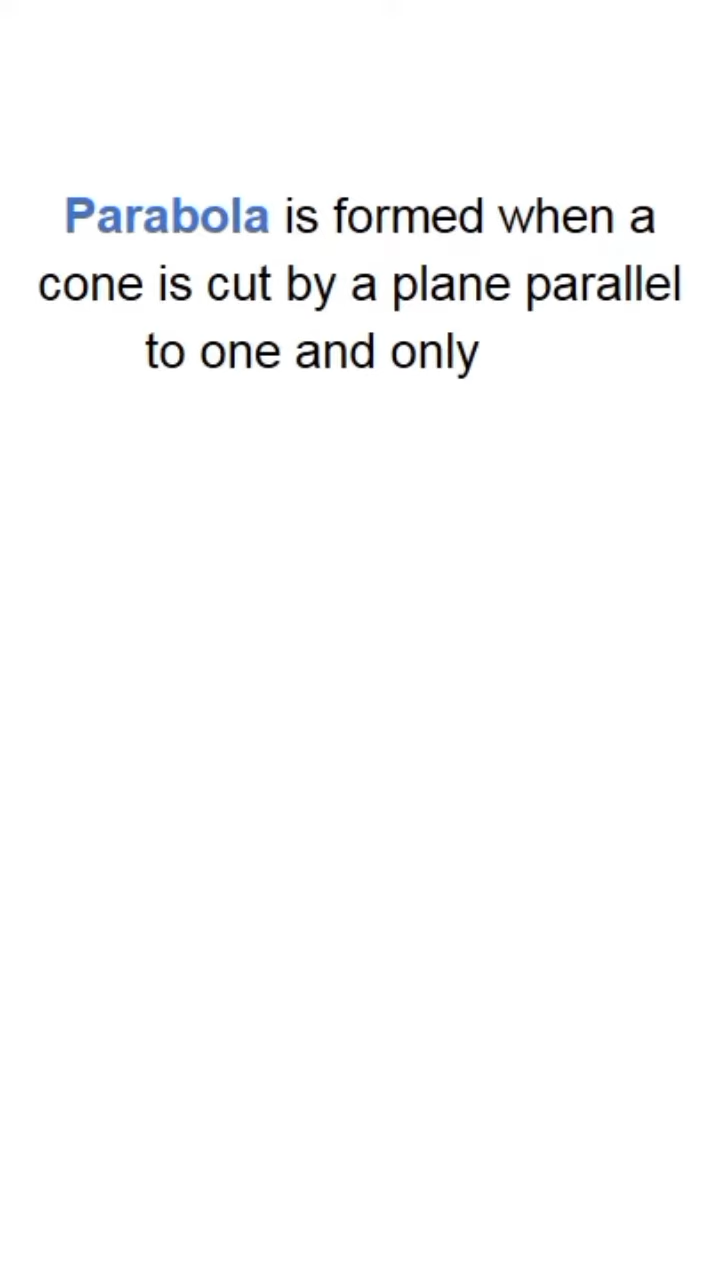 Parabola is formed when a
cone is cut by a plane parallel
to one and only